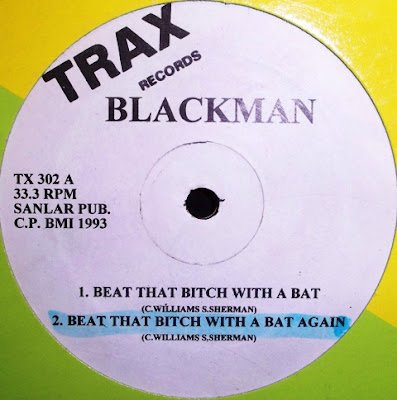 TRAX
RECORDS
BLACKMAN
TX 302 A
33.3 RPM
SANLAR PUB.
C.P. BMI 1993
1. BEAT THAT BITCH WITH A BAT
(C.WILLIAMS S.SHERMAN)
2. BEAT THAT BITCH WITH A BAT AGAIN
(C.WILLIAMS S.SHERMAN)